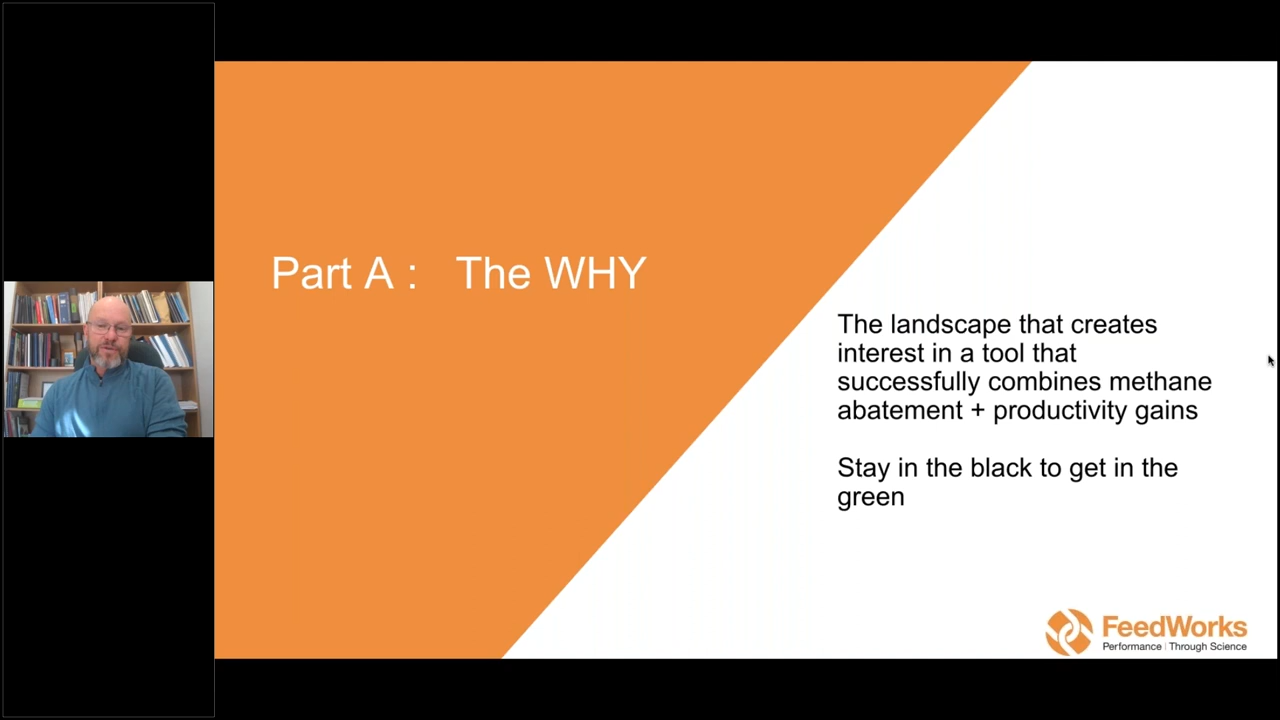 Part A :   The WHY
The landscape that creates
interest in a tool that
successfully combines methane
abatement + productivity gains
Stay in the black to get in the
green
FeedWorks
Performance | Through Science